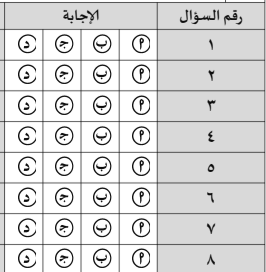 رقم السؤال الإجابة
١ أ ب ج د
٢ أ ب ج د
٣ أ ب ج د
٤ أ ب ج د
٥ أ ب ج د
٦ أ ب ج د
٧ أ ب ج د
٨ أ ب ج د